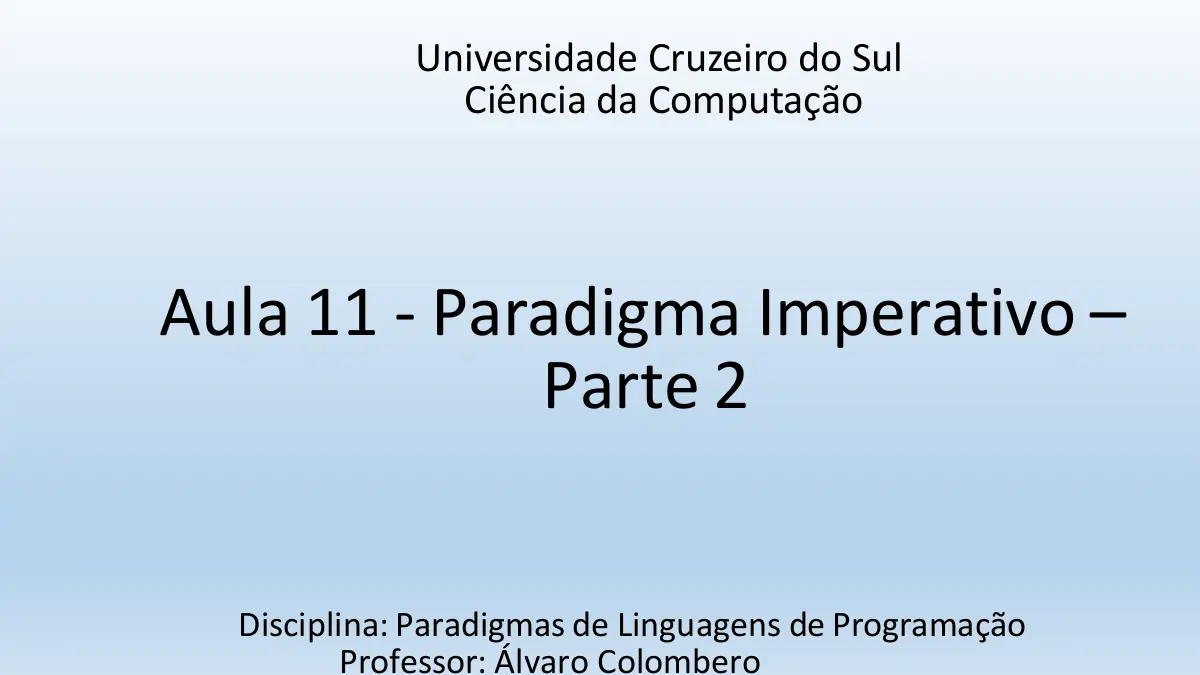 Universidade Cruzeiro do Sul
Ciência da Computação
Aula 11 - Paradigma Imperativo –
Parte 2
Disciplina: Paradigmas de Linguagens de Programação
Professor: Álvaro Colombero